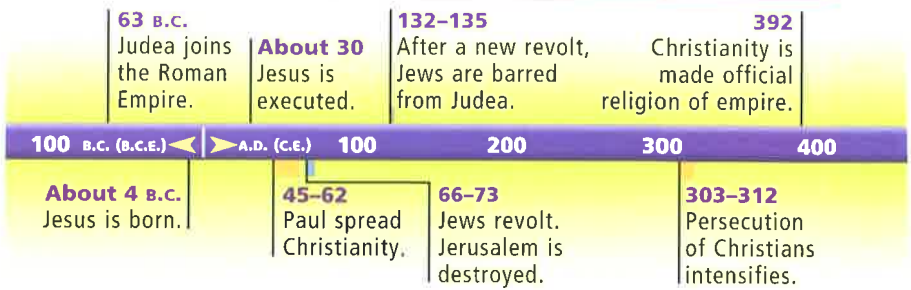 63 B.C.
Judea joins
the Roman
Empire.
About 30
Jesus is
executed.
132–135
After a new revolt,
Jews are barred
from Judea.
392
Christianity is
made official
religion of empire.
100 B.C. (B.C.E.) A.D. (C.E.) 100 200 300 400
About 4 B.C.
Jesus is born.
45–62
Paul spread
Christianity.
66–73
Jews revolt.
Jerusalem is
destroyed.
303–312
Persecution
of Christians
intensifies.